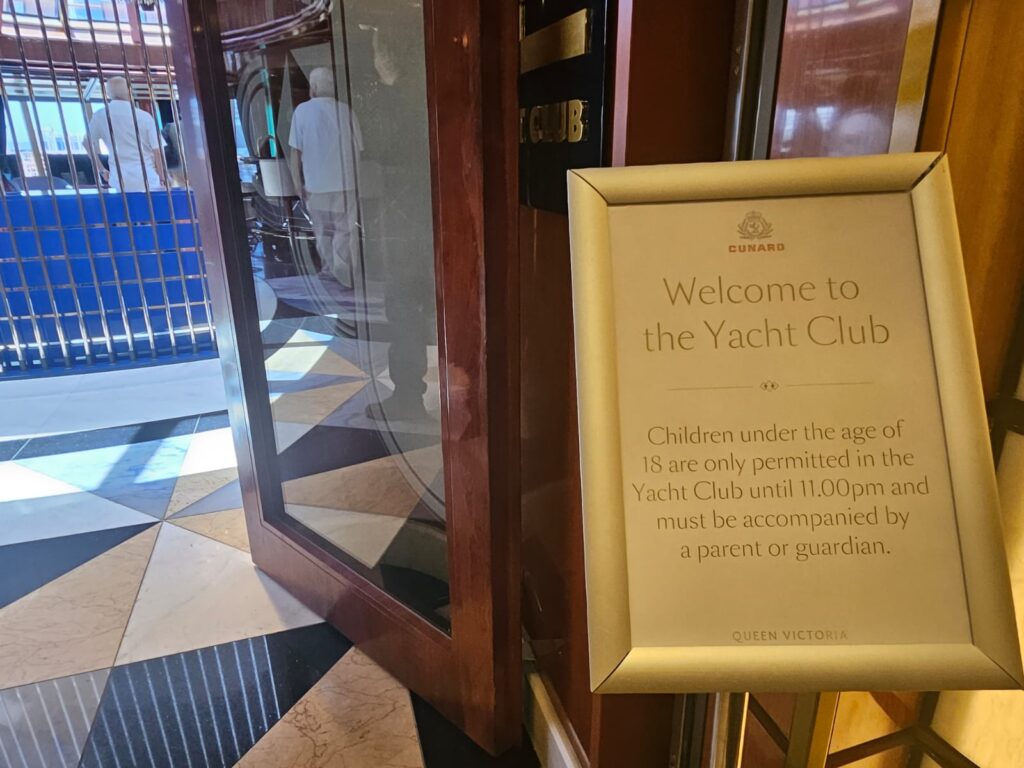 CLUB
CUNARD
Welcome to
the Yacht Club
Children under the age of
18 are only permitted in the
Yacht Club until 11.00pm and
must be accompanied by
a parent or guardian.
QUEEN VICTORIA